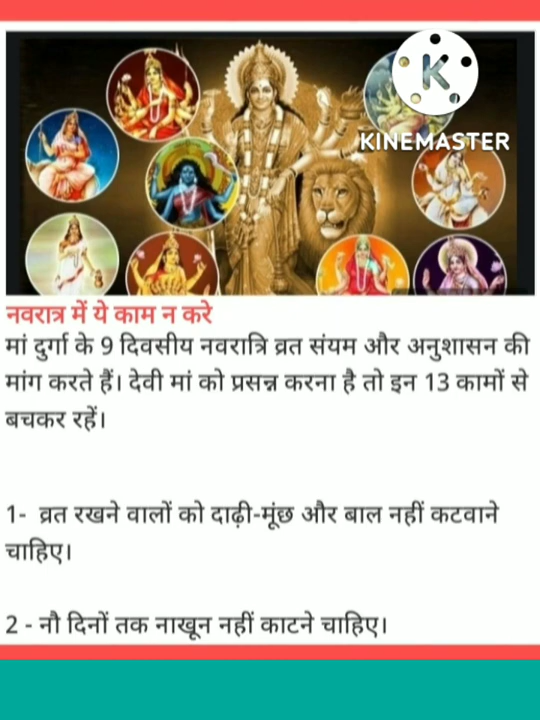 K
KINEMASTER
नवरात्र में ये काम न करे
मां दुर्गा के 9 दिवसीय नवरात्रि व्रत संयम और अनुशासन की
मांग करते हैं। देवी मां को प्रसन्न करना है तो इन 13 कामों से
बचकर रहें।
1- व्रत रखने वालों को दाढ़ी-मूंछ और बाल नहीं कटवाने
चाहिए।
2 - नौ दिनों तक नाखून नहीं काटने चाहिए।